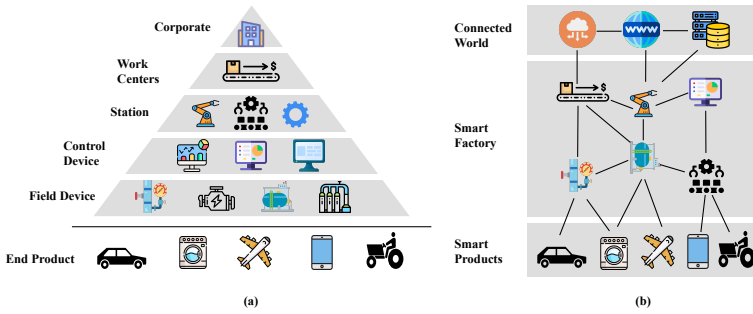 Corporate
Work
Centers
$
Station
Control
Device
Field Device
End Product
(a)
Connected
World
WWW
$
Smart
Factory
Smart
Products
(b)